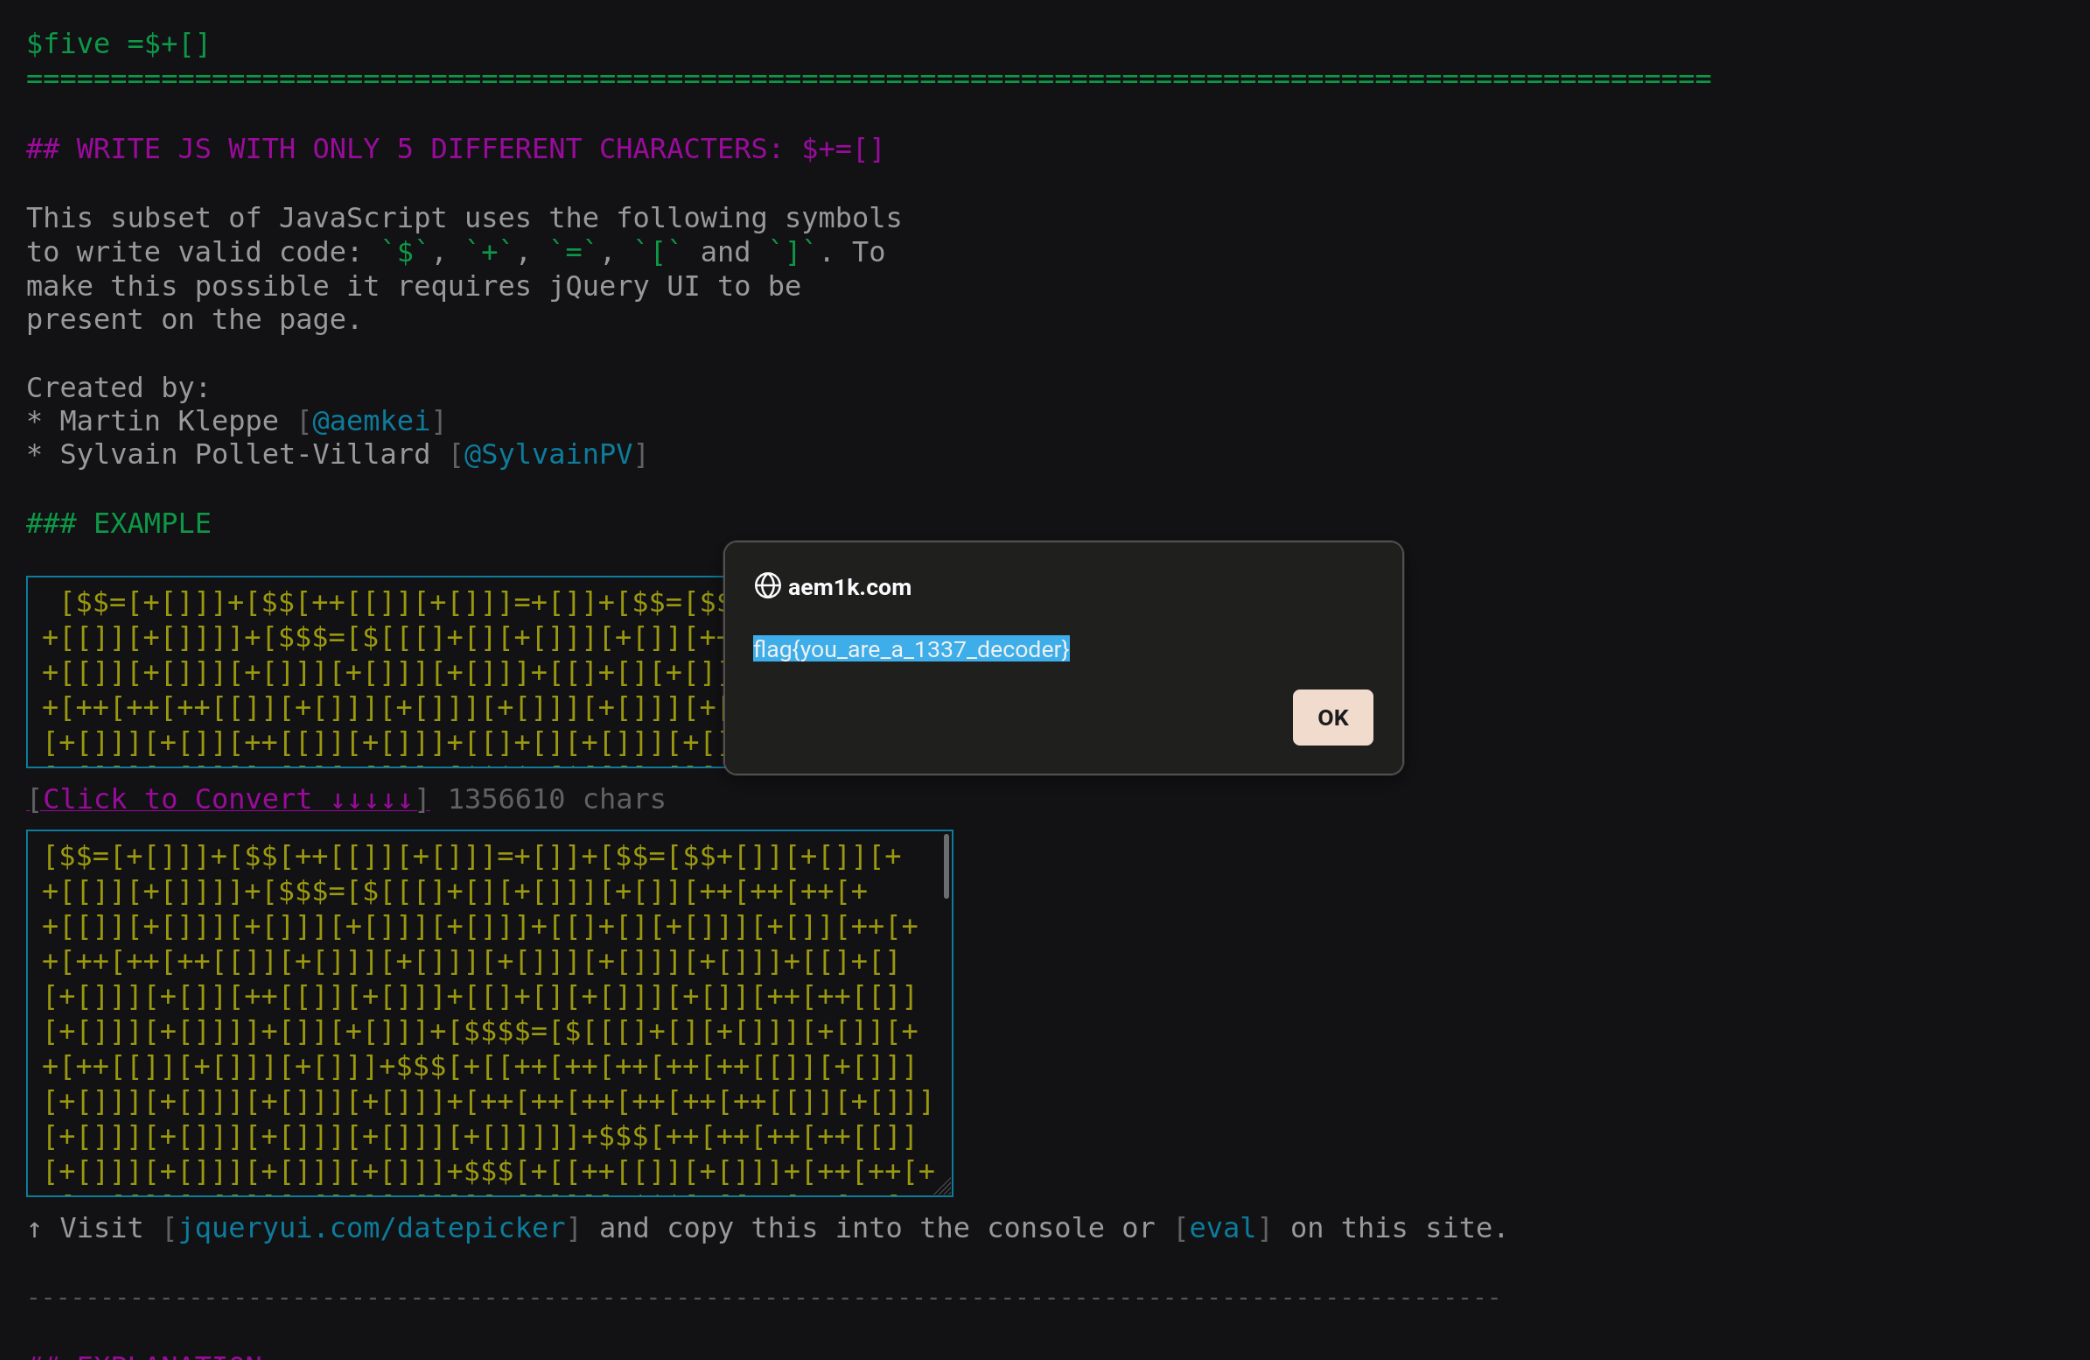 $five =$+[]
====================================================================================================
## WRITE JS WITH ONLY 5 DIFFERENT CHARACTERS: $+=[]
This subset of JavaScript uses the following symbols
to write valid code: `$`, `+`, `=`, `[` and `]`. To
make this possible it requires jQuery UI to be
present on the page.
Created by:
* Martin Kleppe [@aemkei]
* Sylvain Pollet-Villard [@SylvainPV]
### EXAMPLE
[$$=[+[]]]+[$$[++[[]][+[]]]=+[]]+[$$=[$
+[[]][+[]]]]+[$$$=[$[[[]+[][+[]]][+[]][+
+[[]][+[]]][+[]]][+[]]][+[]]]+[[]+[][+[]
+[++[++[++[[]][+[]]][+[]]][+[]]][+[]]][+
[+[]]][+[]][++[[]][+[]]]+[[]+[][+[]]][+[
aem1k.com
flag{you_are_a_1337_decoder}
OK
[Click to Convert ↓↓↓↓↓] 1356610 chars
[$$=[+[]]]+[$$[++[[]][+[]]]=+[]]+[$$=[$$+[]][+[]][+
+[[]][+[]]]]+[$$$=[$[[[]+[][+[]]][+[]][++[++[++[+
+[[]][+[]]][+[]]][+[]]][+[]]]+[[]+[][+[]]][+[]][++[+
+[++[++[++[[]][+[]]][+[]]][+[]]][+[]]][+[]]]+[[]+[]
[+[]]][+[]][++[[]][+[]]]+[[]+[][+[]]][+[]][++[++[[]]
[+[]]][+[]]]]+[]][+[]]]+[$$$$=[$[[[]+[][+[]]][+[]][+
+[++[[]][+[]]][+[]]]+$$$[+[[++[++[++[++[++[[]][+[]]]
[+[]]][+[]]][+[]]][+[]]]+[++[++[++[++[++[++[[]][+[]]]
[+[]]][+[]]][+[]]][+[]]][+[]]]]]+$$$[++[++[++[++[[]]
[+[]]][+[]]][+[]]][+[]]]+$$$[+[[++[[]][+[]]]+[++[++[+
↑ Visit [jqueryui.com/datepicker] and copy this into the console or [eval] on this site.
----------------------------------------------------------------------------------------
## EXPLANATION